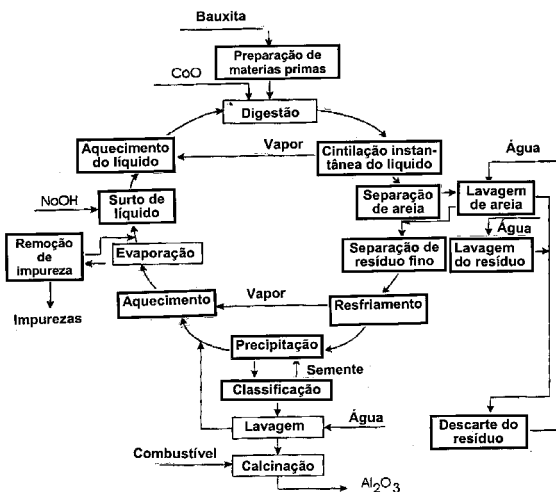 Bauxita
Preparação de
materias primas
CoO
Digestão
Aquecimento
do líquido
Vapor
Cintilação instan-
tânea do liquido
Água
Separação
de areia
Lavagem
de areia
NoOH
Surto de
líquido
Água
Remoção
de
impureza
Evaporação
Separação de
resíduo fino
Lavagem
do resíduo
Impurezas
Aquecimento
Vapor
Resfriamento
Precipitação
Semente
Classificação
Lavagem
Água
Descarte do
resíduo
Combustível
Calcinação
Al₂O₃